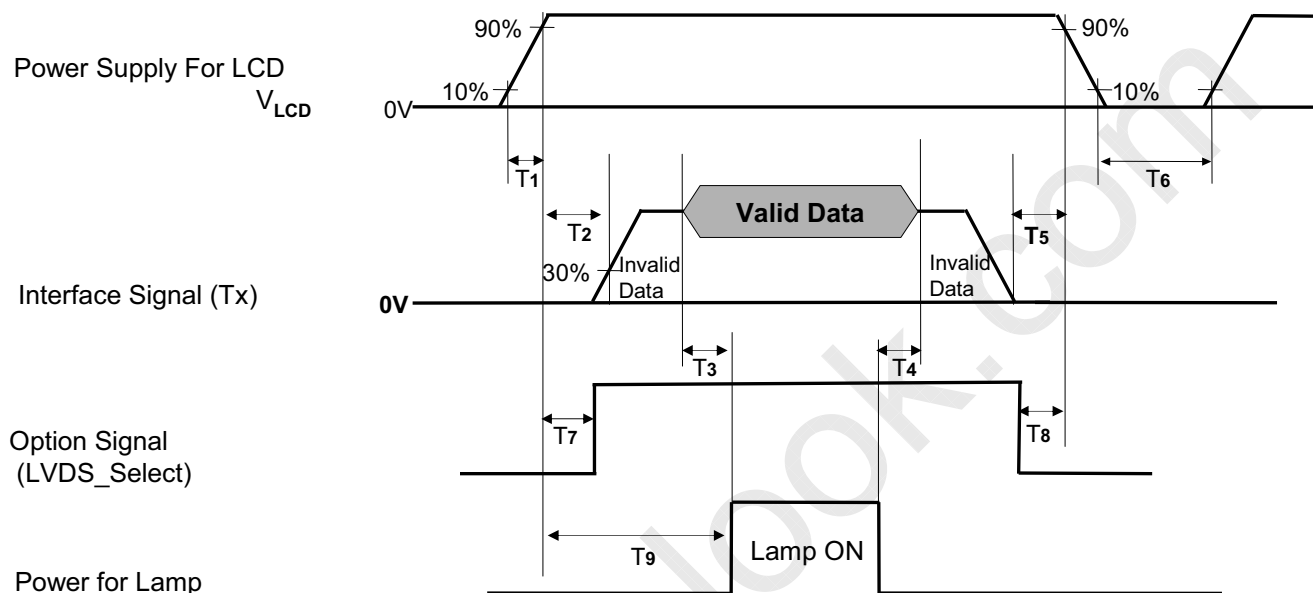 90%
90%
Power Supply For LCD
VLCD
10%
10%
0V
T1
T6
Valid Data
T2
T5
30%
Invalid
Data
Invalid
Data
Interface Signal (Tx)
0V
T3
T4
T7
T8
Option Signal
(LVDS_Select)
T9
Lamp ON
Power for Lamp
look.com